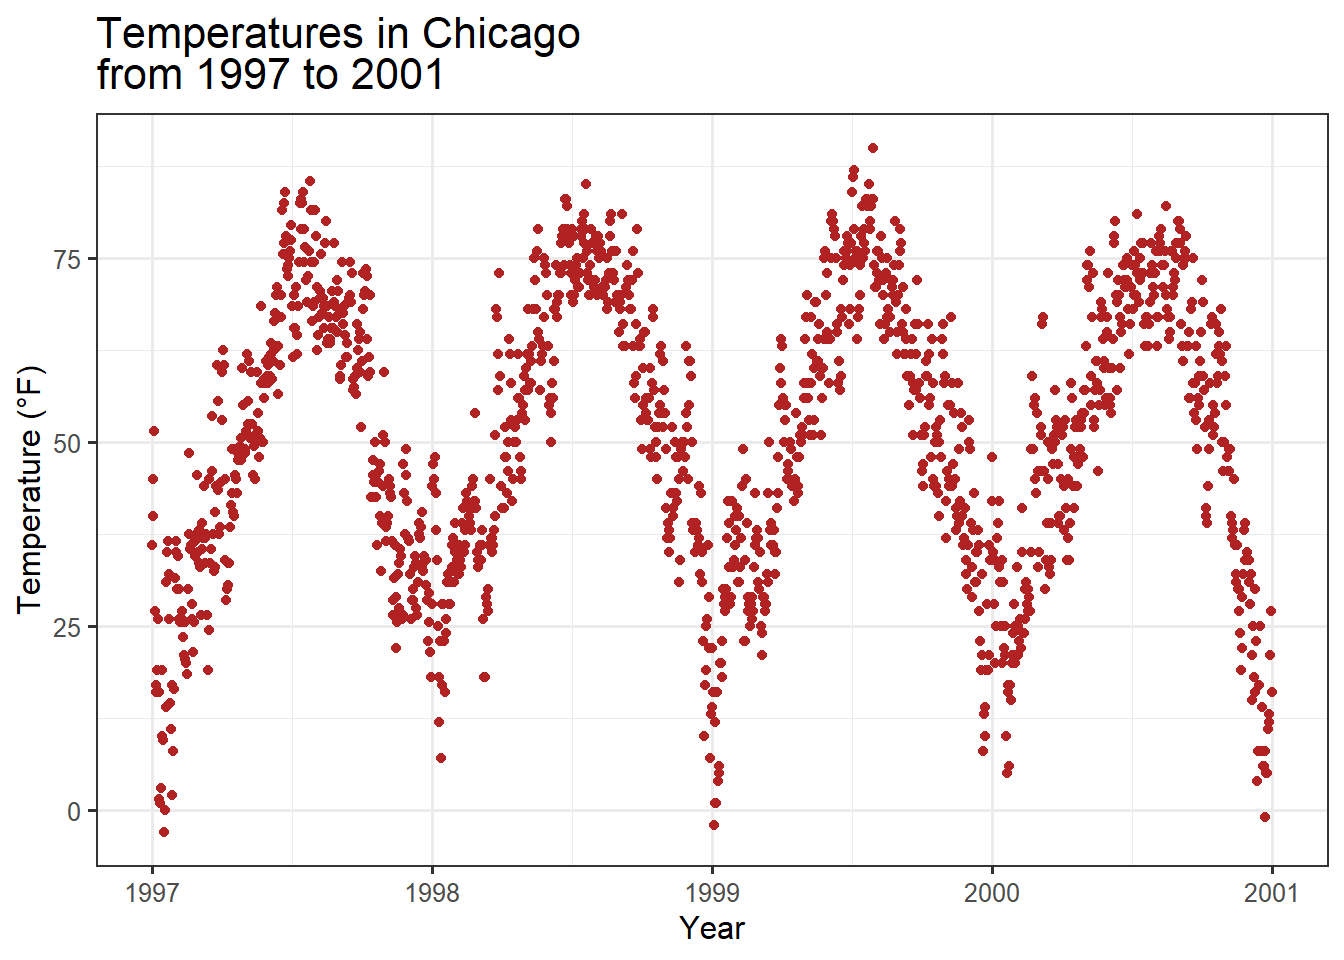 Temperatures in Chicago
from 1997 to 2001
Temperature (°F)
75
50
25
0
1997 1998 1999 2000 2001
Year